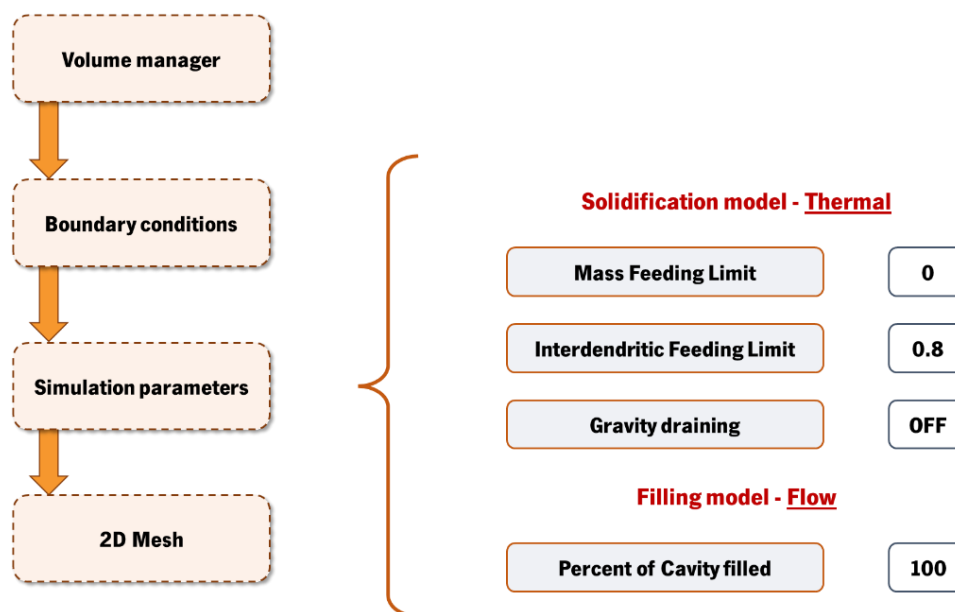 Volume manager
Boundary conditions
Simulation parameters
2D Mesh
Solidification model - Thermal
Mass Feeding Limit 0
Interdendritic Feeding Limit 0.8
Gravity draining OFF
Filling model - Flow
Percent of Cavity filled 100